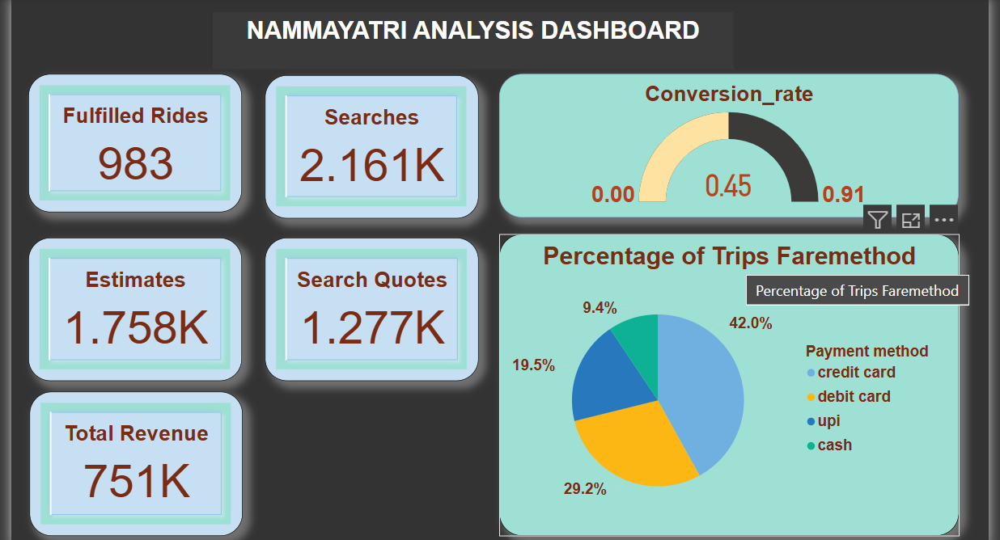 NAMMAYATRI ANALYSIS DASHBOARD
Fulfilled Rides
983
Searches
2.161K
Conversion_rate
0.00
0.45
0.91
Estimates
1.758K
Search Quotes
1.277K
Total Revenue
751K
Percentage of Trips Faremethod
Percentage of Trips Faremethod
9.4%
42.0%
19.5%
29.2%
Payment method
credit card
debit card
upi
cash